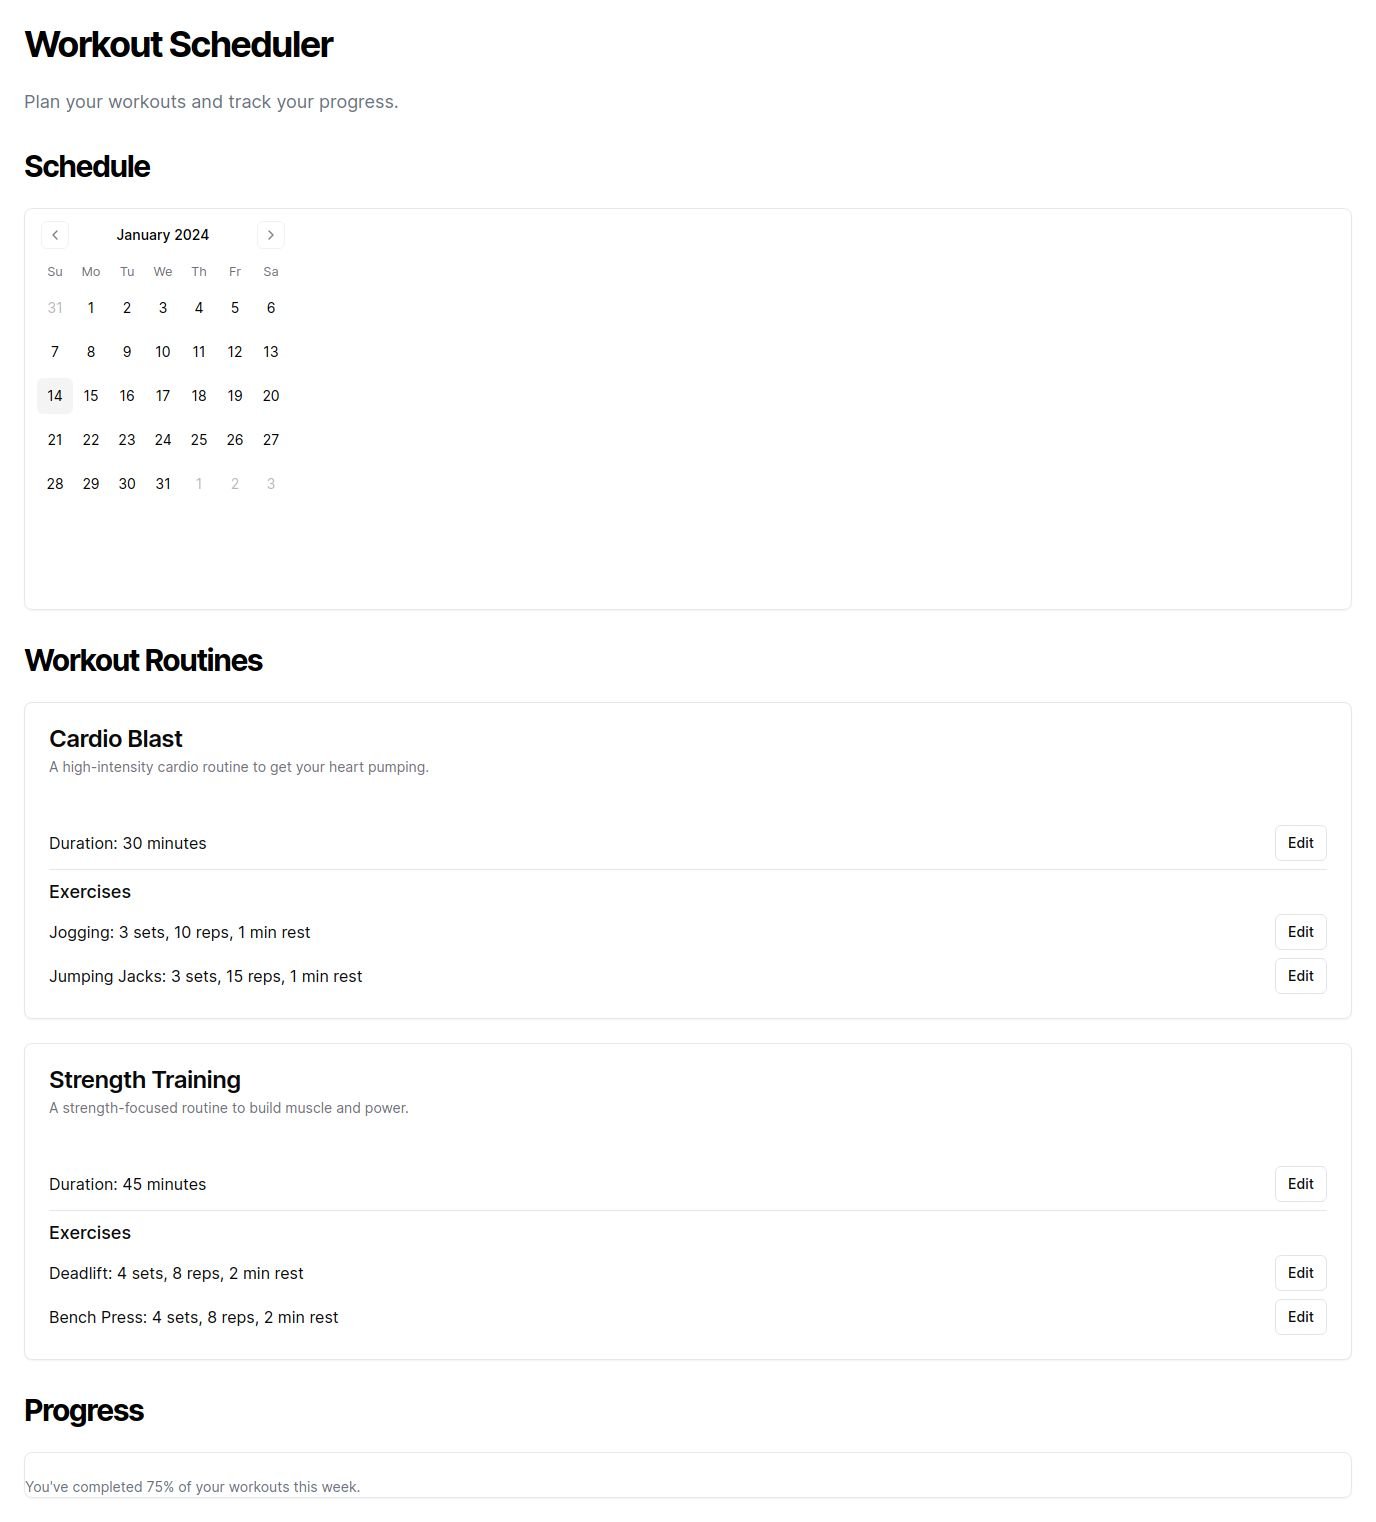 Workout Scheduler
Plan your workouts and track your progress.
Schedule
January 2024
Su Mo Tu We Th Fr Sa
31 1 2 3 4 5 6
7 8 9 10 11 12 13
14 15 16 17 18 19 20
21 22 23 24 25 26 27
28 29 30 31 1 2 3
Workout Routines
Cardio Blast
A high-intensity cardio routine to get your heart pumping.
Duration: 30 minutes Edit
Exercises
Jogging: 3 sets, 10 reps, 1 min rest Edit
Jumping Jacks: 3 sets, 15 reps, 1 min rest Edit
Strength Training
A strength-focused routine to build muscle and power.
Duration: 45 minutes Edit
Exercises
Deadlift: 4 sets, 8 reps, 2 min rest Edit
Bench Press: 4 sets, 8 reps, 2 min rest Edit
Progress
You've completed 75% of your workouts this week.